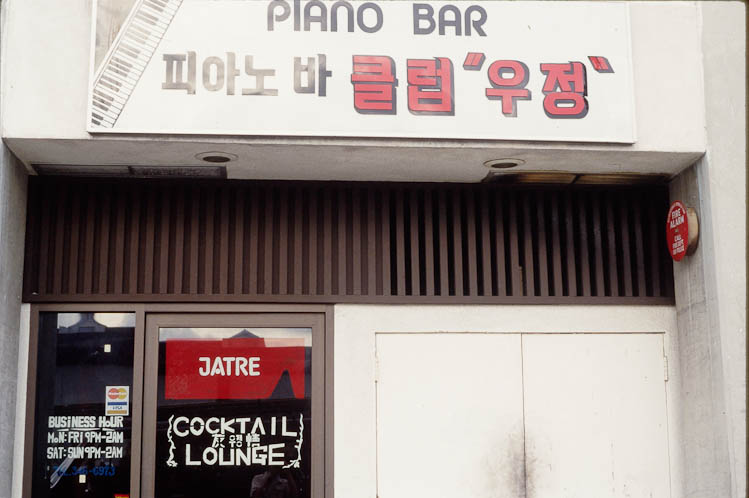 PIANO BAR
피아노 바 클럽 "우정"
FIRE ALARM
JATRE
COCKTAIL
LOUNGE
BUSINESS HOUR
MON: FRI 9PM-2AM
SAT: SUN 9PM-2AM